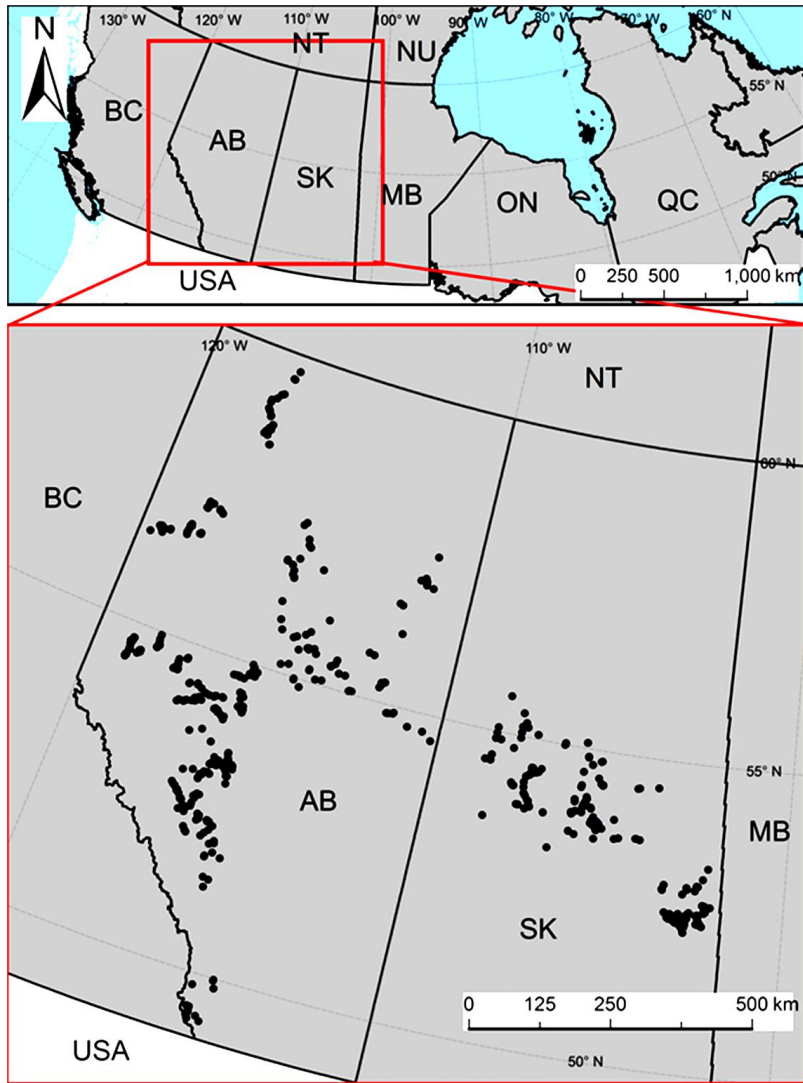 N
130° W
120° W
110° W
100° W
90° W
80° W
70° W
60° N
NT
NU
55° N
BC
AB
SK
MB
ON
QC
50° N
USA
0 250 500 1,000 km
120° W
110° W
NT
60° N
BC
55° N
AB
MB
SK
0 125 250 500 km
50° N
USA